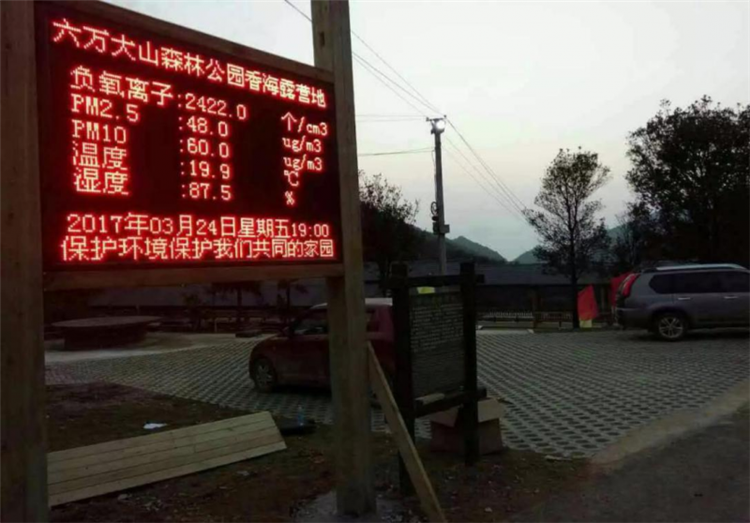 六万大山森林公园香海露营地
负氧离子:2422.0 个/cm3
PM2.5 :48.0 ug/m3
PM10 :60.0 ug/m3
温度 :19.9 ℃
湿度 :87.5 %
2017年03月24日星期五19:00
保护环境保护我们共同的家园